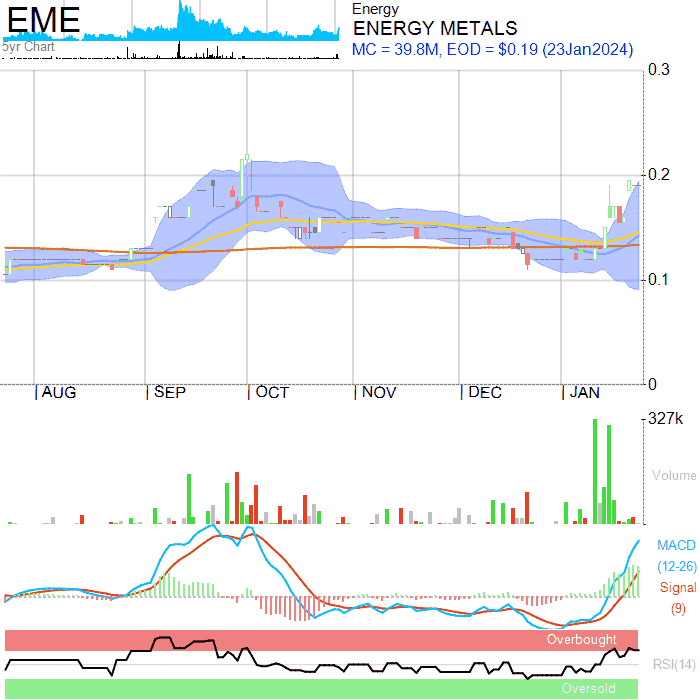 EME
5yr Chart
Energy
ENERGY METALS
MC = 39.8M, EOD = $0.19 (23Jan2024)
0.3
0.2
0.1
0
AUG SEP OCT NOV DEC JAN
327k
Volume
MACD
(12-26)
Signal
(9)
Overbought
RSI(14)
Oversold